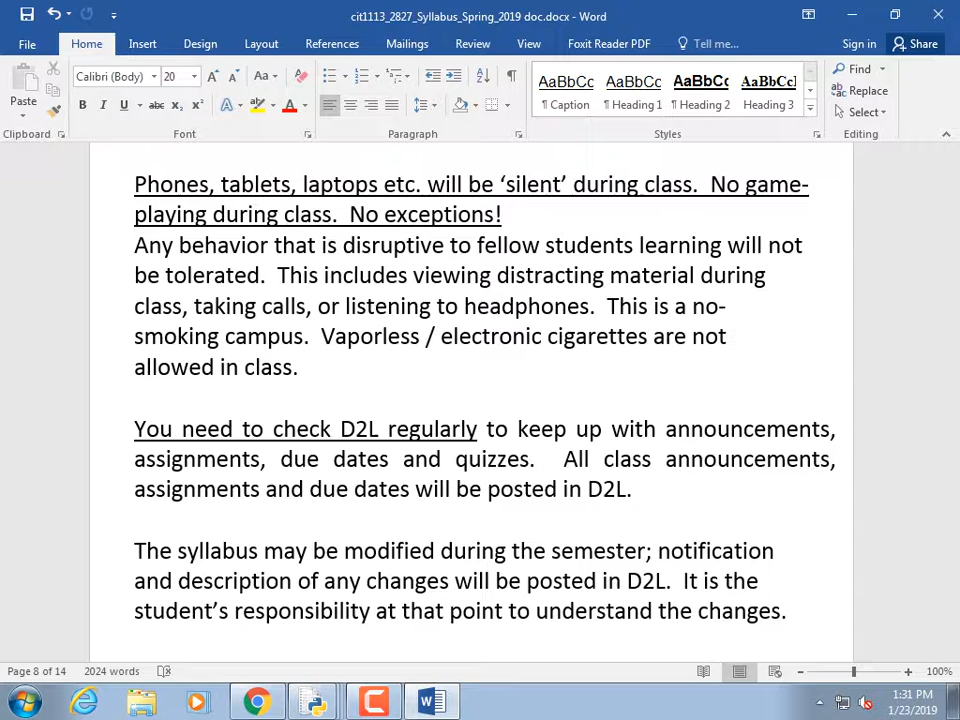 cit1113_2827_Syllabus_Spring_2019 doc.docx - Word
File Home Insert Design Layout References Mailings Review View Foxit Reader PDF Tell me... Sign in Share
Paste
Calibri (Body) 20 Aa
B I U abc x₂ x² A A
AaBbCc AaBbCc AaBbCc AaBbCcI
¶ Caption ¶ Heading 1 ¶ Heading 2 Heading 3
Find
Replace
Select
Clipboard Font Paragraph Styles Editing
Phones, tablets, laptops etc. will be ‘silent’ during class. No game-
playing during class. No exceptions!
Any behavior that is disruptive to fellow students learning will not
be tolerated. This includes viewing distracting material during
class, taking calls, or listening to headphones. This is a no-
smoking campus. Vaporless / electronic cigarettes are not
allowed in class.
You need to check D2L regularly to keep up with announcements,
assignments, due dates and quizzes. All class announcements,
assignments and due dates will be posted in D2L.
The syllabus may be modified during the semester; notification
and description of any changes will be posted in D2L. It is the
student’s responsibility at that point to understand the changes.
Page 8 of 14 2024 words 100%
1:31 PM
1/23/2019